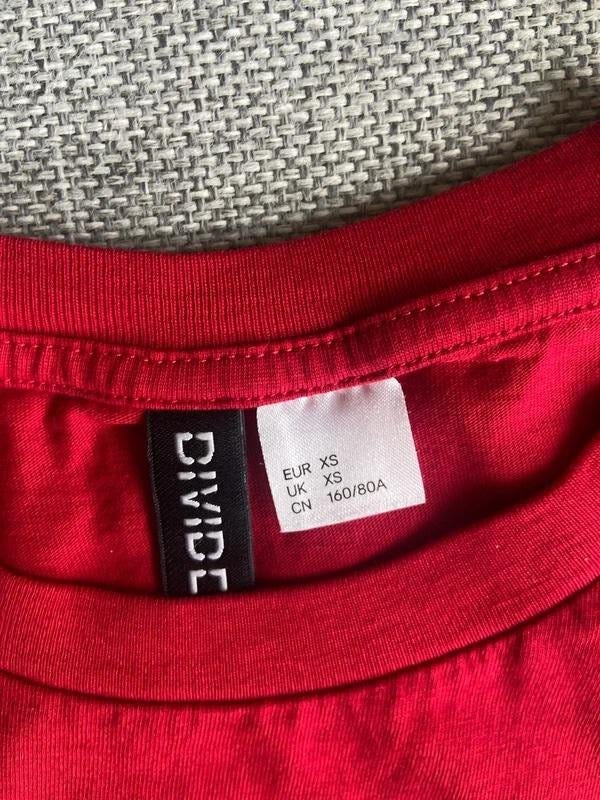 DIVIDE
EUR XS
UK XS
CN 160/80A